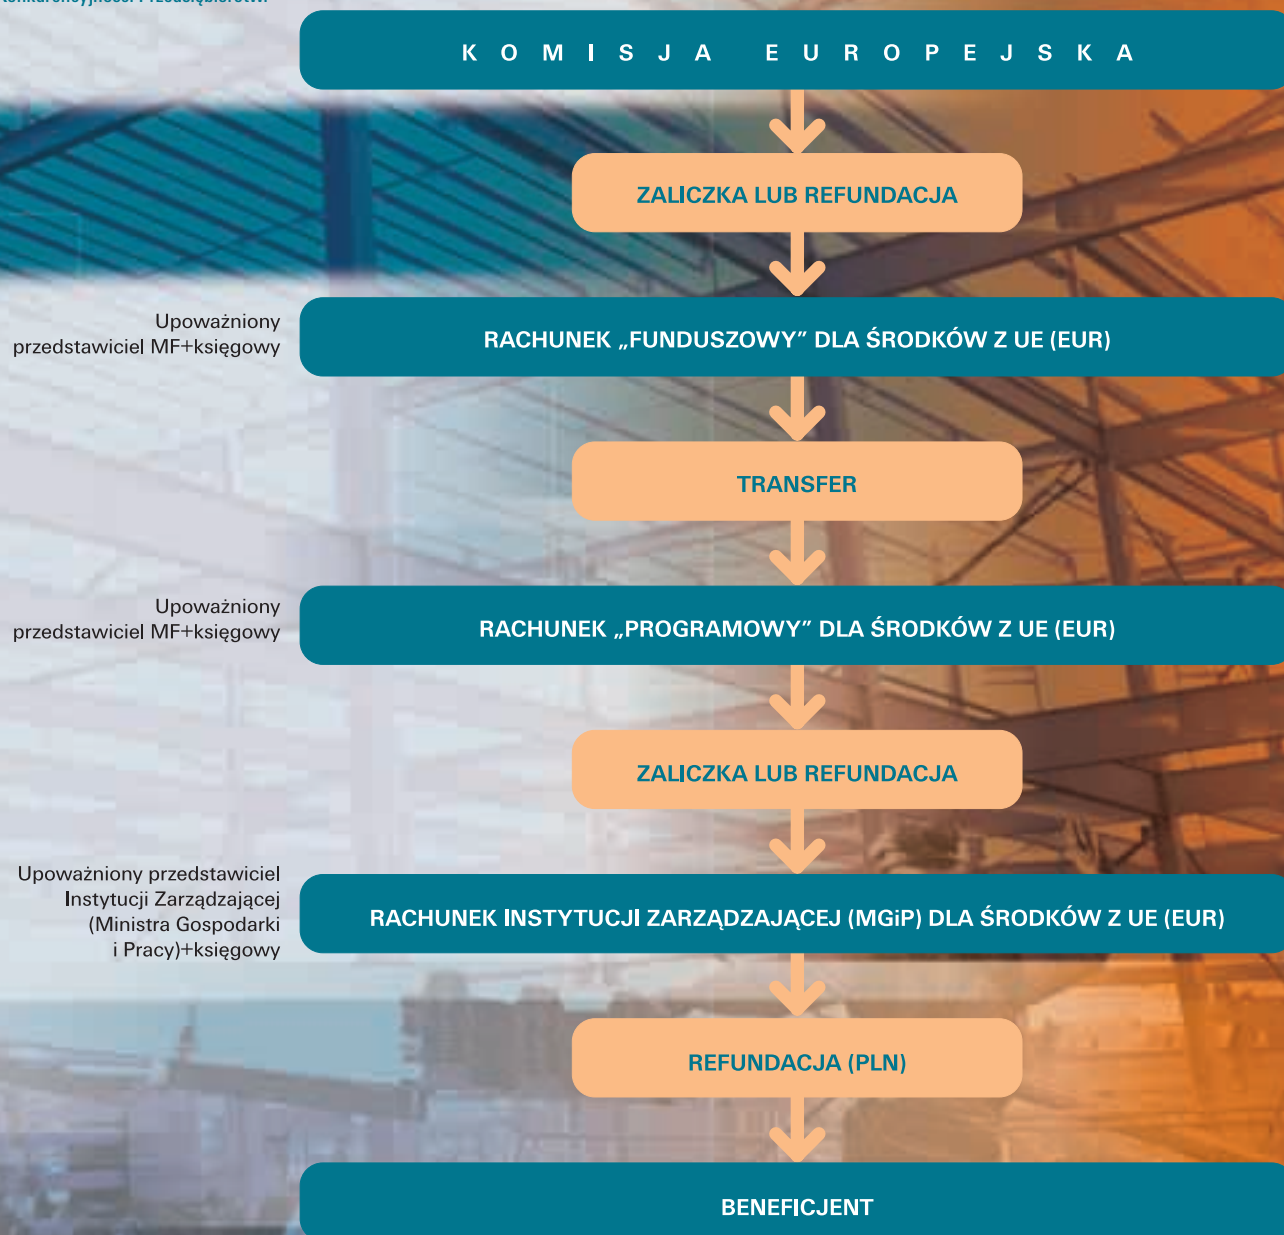 KOMISJA EUROPEJSKA
ZALICZKA LUB REFUNDACJA
Upoważniony
przedstawiciel MF+księgowy
RACHUNEK „FUNDUSZOWY” DLA ŚRODKÓW Z UE (EUR)
TRANSFER
Upoważniony
przedstawiciel MF+księgowy
RACHUNEK „PROGRAMOWY” DLA ŚRODKÓW Z UE (EUR)
ZALICZKA LUB REFUNDACJA
Upoważniony przedstawiciel
Instytucji Zarządzającej
(Ministra Gospodarki
i Pracy)+księgowy
RACHUNEK INSTYTUCJI ZARZĄDZAJĄCEJ (MGiP) DLA ŚRODKÓW Z UE (EUR)
REFUNDACJA (PLN)
BENEFICJENT